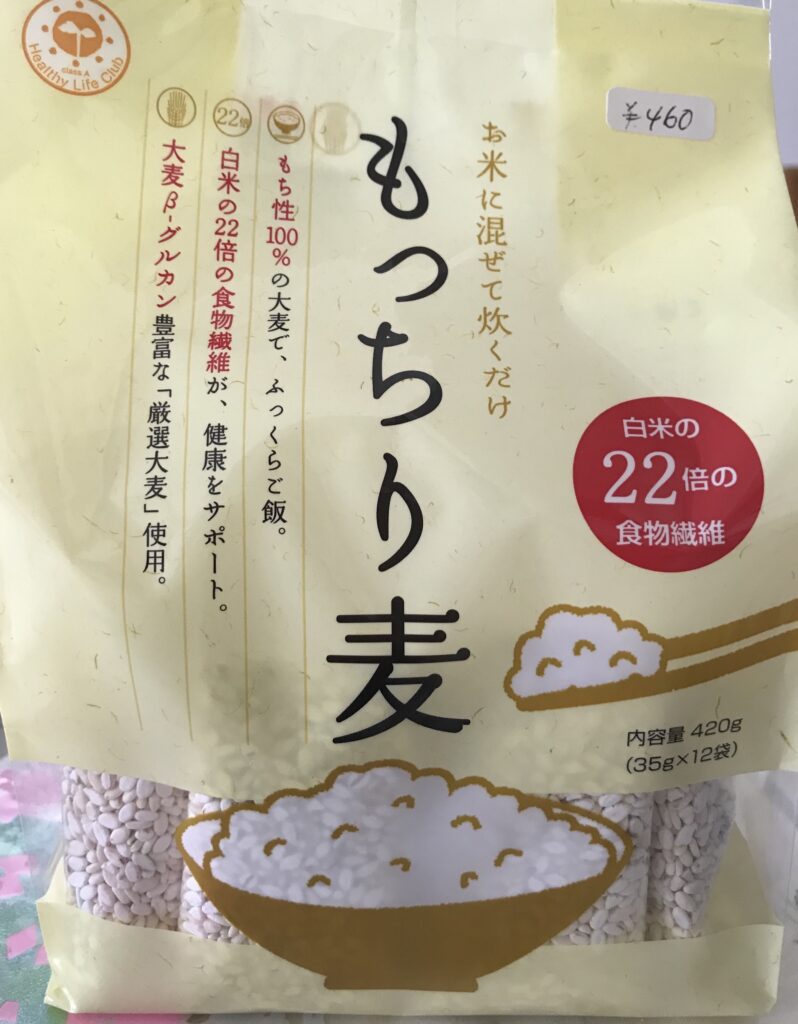 class A
Healthy Life Club
¥460
お米に混ぜて炊くだけ
もっちり麦
もち性100%の大麦で、ふっくらご飯。
22倍
白米の22倍の食物繊維が、健康をサポート。
大麦β-グルカン豊富な「厳選大麦」使用。
白米の
22倍の
食物繊維
内容量 420g
(35g×12袋)